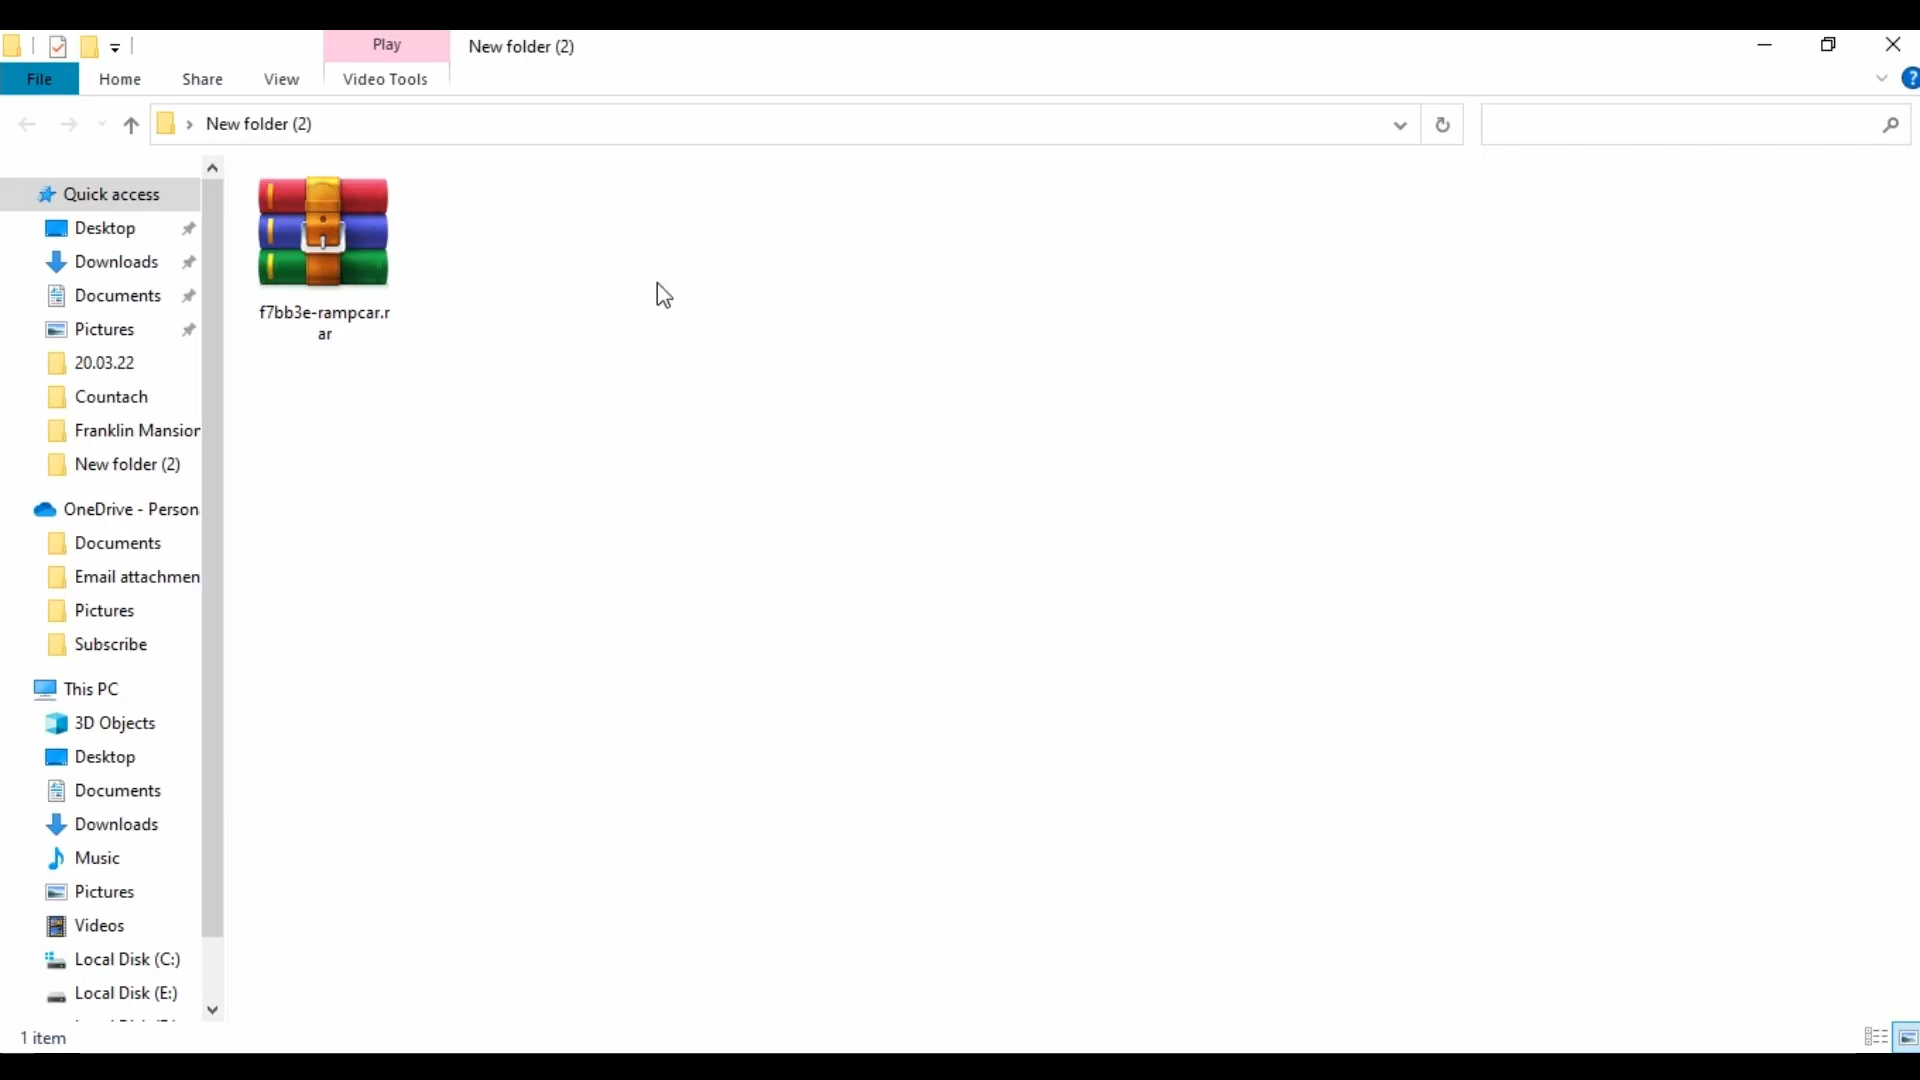 Play
New folder (2)
File
Home
Share
View
Video Tools
?
New folder (2)
Quick access
Desktop
Downloads
Documents
Pictures
20.03.22
Countach
Franklin Mansion
New folder (2)
OneDrive - Person
Documents
Email attachmen
Pictures
Subscribe
This PC
3D Objects
Desktop
Documents
Downloads
Music
Pictures
Videos
Local Disk (C:)
Local Disk (E:)
f7bb3e-rampcar.r
ar
1 item